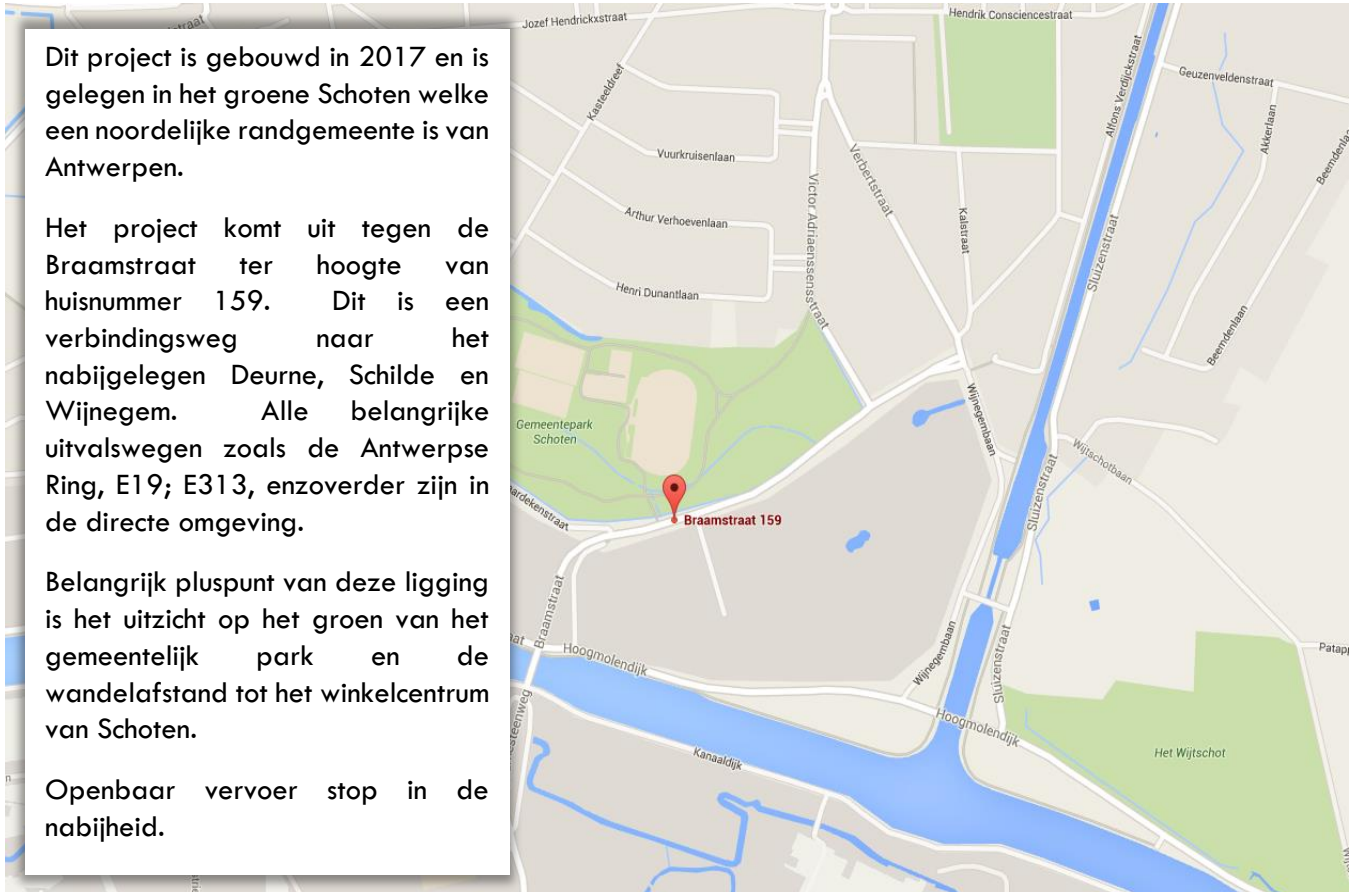 Dit project is gebouwd in 2017 en is
gelegen in het groene Schoten welke
een noordelijke randgemeente is van
Antwerpen.
Het project komt uit tegen de
Braamstraat ter hoogte van
huisnummer 159. Dit is een
verbindingsweg naar het
nabijgelegen Deurne, Schilde en
Wijnegem. Alle belangrijke
uitvalswegen zoals de Antwerpse
Ring, E19; E313, enzoverder zijn in
de directe omgeving.
Belangrijk pluspunt van deze ligging
is het uitzicht op het groen van het
gemeentelijk park en de
wandelafstand tot het winkelcentrum
van Schoten.
Openbaar vervoer stop in de
nabijheid.
Jozef Hendrickxstraat
Hendrik Consciencestraat
Kasteeldreef
Vuurkruisenlaan
Arthur Verhoevenlaan
Henri Dunantlaan
Victor Adriaenssensstraat
Verbertstraat
Kalstraat
Alfons Verdijckstraat
Geuzenveldenstraat
Akkerlaan
Beemdenlaan
Beemdenlaan
Sluizenstraat
Gemeentepark
Schoten
Wijnegembaan
Wijtschotbaan
Sluizenstraat
Braamstraat 159
Braamstraat
Hoogmolendijk
Wijnegembaan
Sluizenstraat
Hoogmolendijk
Kanaaldijk
Het Wijtschot
Patapp